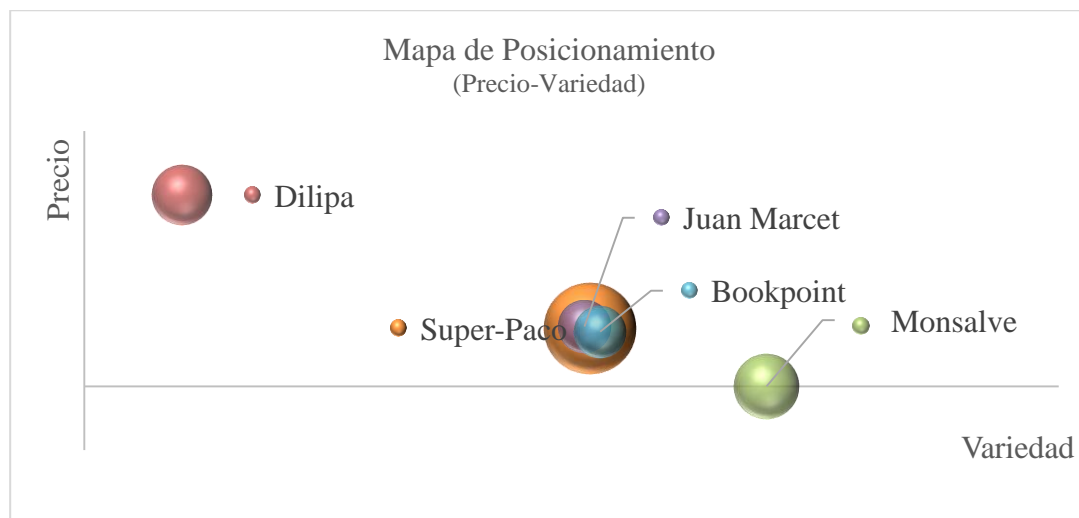 Mapa de Posicionamiento
(Precio-Variedad)
Precio
Dilipa
Juan Marcet
Bookpoint
Super-Paco
Monsalve
Variedad